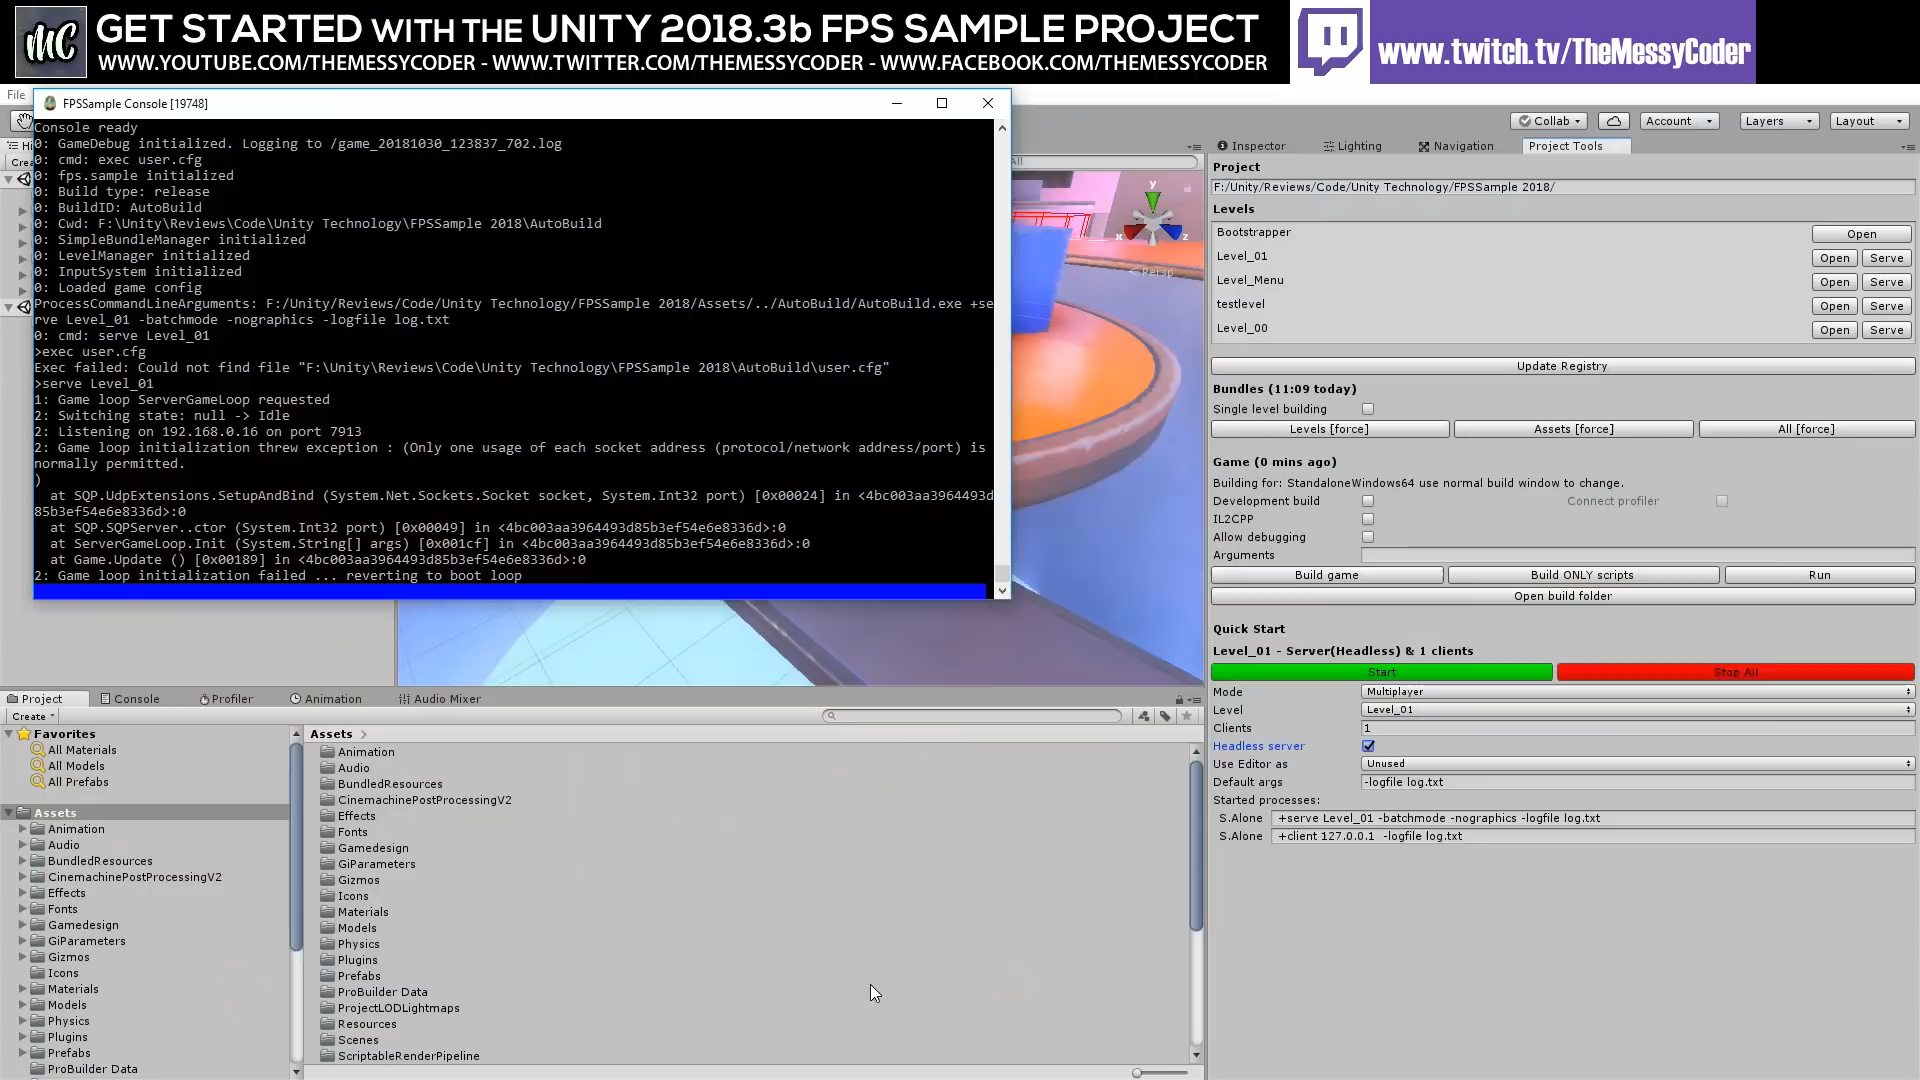 MC
GET STARTED WITH THE UNITY 2018.3b FPS SAMPLE PROJECT
WWW.YOUTUBE.COM/THEMESSYCODER - WWW.TWITTER.COM/THEMESSYCODER - WWW.FACEBOOK.COM/THEMESSYCODER
www.twitch.tv/TheMessyCoder
File
FPSSample Console [19748]
Console ready
0: GameDebug initialized. Logging to /game_20181030_123837_702.log
0: cmd: exec user.cfg
0: fps.sample initialized
0: Build type: release
0: BuildID: AutoBuild
0: Cwd: F:\Unity\Reviews\Code\Unity Technology\FPSSample 2018\AutoBuild
0: SimpleBundleManager initialized
0: LevelManager initialized
0: InputSystem initialized
0: Loaded game config
ProcessCommandLineArguments: F:/Unity/Reviews/Code/Unity Technology/FPSSample 2018/Assets/../AutoBuild/AutoBuild.exe +se
rve Level_01 -batchmode -nographics -logfile log.txt
0: cmd: serve Level_01
>exec user.cfg
Exec failed: Could not find file "F:\Unity\Reviews\Code\Unity Technology\FPSSample 2018\AutoBuild\user.cfg"
>serve Level_01
1: Game loop ServerGameLoop requested
2: Switching state: null -> Idle
2: Listening on 192.168.0.16 on port 7913
2: Game loop initialization threw exception : (Only one usage of each socket address (protocol/network address/port) is
normally permitted.
)
at SQP.UdpExtensions.SetupAndBind (System.Net.Sockets.Socket socket, System.Int32 port) [0x00024] in <4bc003aa3964493d
85b3ef54e6e8336d>:0
at SQP.SQPServer..ctor (System.Int32 port) [0x00049] in <4bc003aa3964493d85b3ef54e6e8336d>:0
at ServerGameLoop.Init (System.String[] args) [0x001cf] in <4bc003aa3964493d85b3ef54e6e8336d>:0
at Game.Update () [0x00189] in <4bc003aa3964493d85b3ef54e6e8336d>:0
2: Game loop initialization failed ... reverting to boot loop
Hi
Crea
All
y
x
z
<Persp
Collab
Account
Layers
Layout
Inspector
Lighting
Navigation
Project Tools
Project
F:/Unity/Reviews/Code/Unity Technology/FPSSample 2018/
Levels
Bootstrapper Open
Level_01 Open Serve
Level_Menu Open Serve
testlevel Open Serve
Level_00 Open Serve
Update Registry
Bundles (11:09 today)
Single level building
Levels [force] Assets [force] All [force]
Game (0 mins ago)
Building for: StandaloneWindows64 use normal build window to change.
Development build Connect profiler
IL2CPP
Allow debugging
Arguments
Build game Build ONLY scripts Run
Open build folder
Quick Start
Level_01 - Server(Headless) & 1 clients
Start Stop All
Mode Multiplayer
Level Level_01
Clients 1
Headless server
Use Editor as Unused
Default args -logfile log.txt
Started processes:
S.Alone +serve Level_01 -batchmode -nographics -logfile log.txt
S.Alone +client 127.0.0.1 -logfile log.txt
Project
Console
Profiler
Animation
Audio Mixer
Create
Favorites
All Materials
All Models
All Prefabs
Assets
Animation
Audio
BundledResources
CinemachinePostProcessingV2
Effects
Fonts
Gamedesign
GiParameters
Gizmos
Icons
Materials
Models
Physics
Plugins
Prefabs
ProBuilder Data
Assets
Animation
Audio
BundledResources
CinemachinePostProcessingV2
Effects
Fonts
Gamedesign
GiParameters
Gizmos
Icons
Materials
Models
Physics
Plugins
Prefabs
ProBuilder Data
ProjectLODLightmaps
Resources
Scenes
ScriptableRenderPipeline